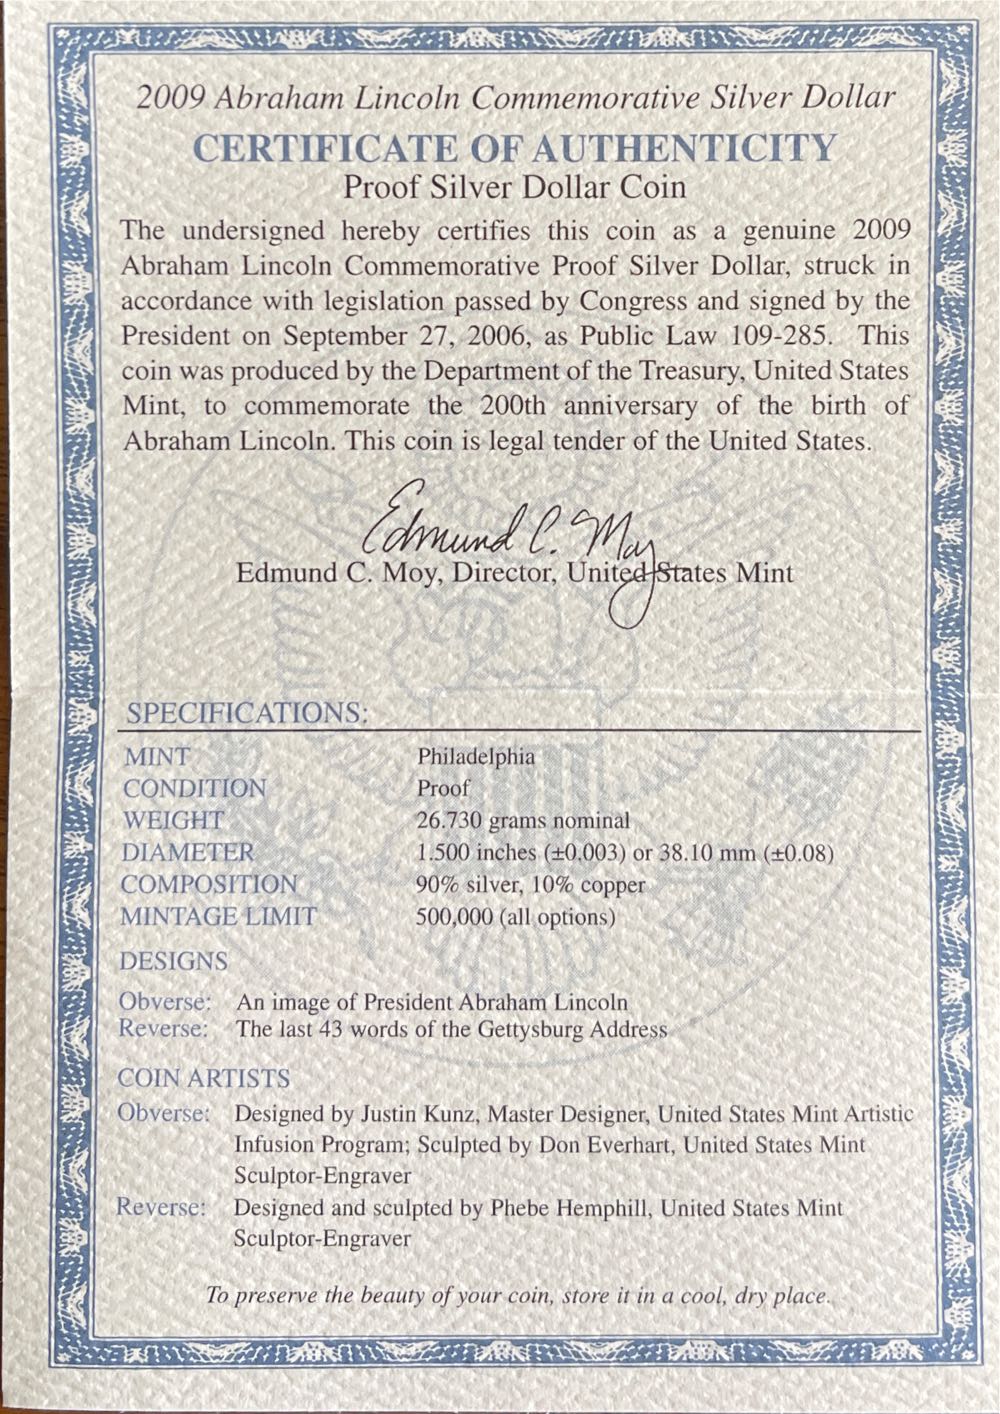 2009 Abraham Lincoln Commemorative Silver Dollar
CERTIFICATE OF AUTHENTICITY
Proof Silver Dollar Coin
The undersigned hereby certifies this coin as a genuine 2009
Abraham Lincoln Commemorative Proof Silver Dollar, struck in
accordance with legislation passed by Congress and signed by the
President on September 27, 2006, as Public Law 109-285. This
coin was produced by the Department of the Treasury, United States
Mint, to commemorate the 200th anniversary of the birth of
Abraham Lincoln. This coin is legal tender of the United States.
Edmund C. Moy
Edmund C. Moy, Director, United States Mint
SPECIFICATIONS:
MINT Philadelphia
CONDITION Proof
WEIGHT 26.730 grams nominal
DIAMETER 1.500 inches (±0.003) or 38.10 mm (±0.08)
COMPOSITION 90% silver, 10% copper
MINTAGE LIMIT 500,000 (all options)
DESIGNS
Obverse: An image of President Abraham Lincoln
Reverse: The last 43 words of the Gettysburg Address
COIN ARTISTS
Obverse: Designed by Justin Kunz, Master Designer, United States Mint Artistic
Infusion Program; Sculpted by Don Everhart, United States Mint
Sculptor-Engraver
Reverse: Designed and sculpted by Phebe Hemphill, United States Mint
Sculptor-Engraver
To preserve the beauty of your coin, store it in a cool, dry place.